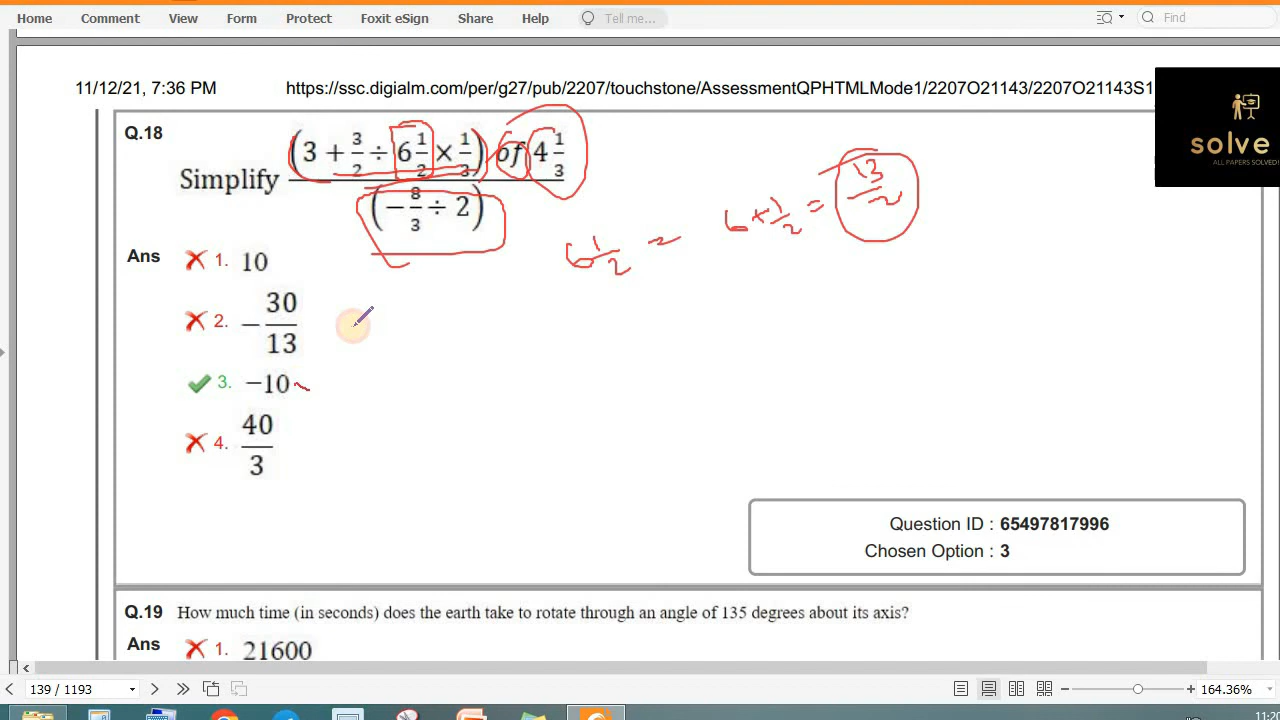 Home Comment View Form Protect Foxit eSign Share Help Tell me... Find
11/12/21, 7:36 PM https://ssc.digialm.com/per/g27/pub/2207/touchstone/AssessmentQPHTMLMode1/2207O21143/2207O21143S1
solve
ALL PAPERS SOLVED!
Q.18
Simplify (3 + 3/2 ÷ 6 1/2 × 1/3) of 4 1/3 / (− 8/3 ÷ 2)
6 × 1/2 = 13/2
6 1/2 =
Ans 1. 10
2. − 30/13
3. −10
4. 40/3
Question ID : 65497817996
Chosen Option : 3
Q.19 How much time (in seconds) does the earth take to rotate through an angle of 135 degrees about its axis?
Ans 1. 21600
139 / 1193 164.36%